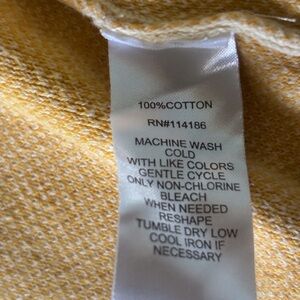 100%COTTON
RN#114186
MACHINE WASH
COLD
WITH LIKE COLORS
GENTLE CYCLE
ONLY NON-CHLORINE
BLEACH
WHEN NEEDED
RESHAPE
TUMBLE DRY LOW
COOL IRON IF
NECESSARY